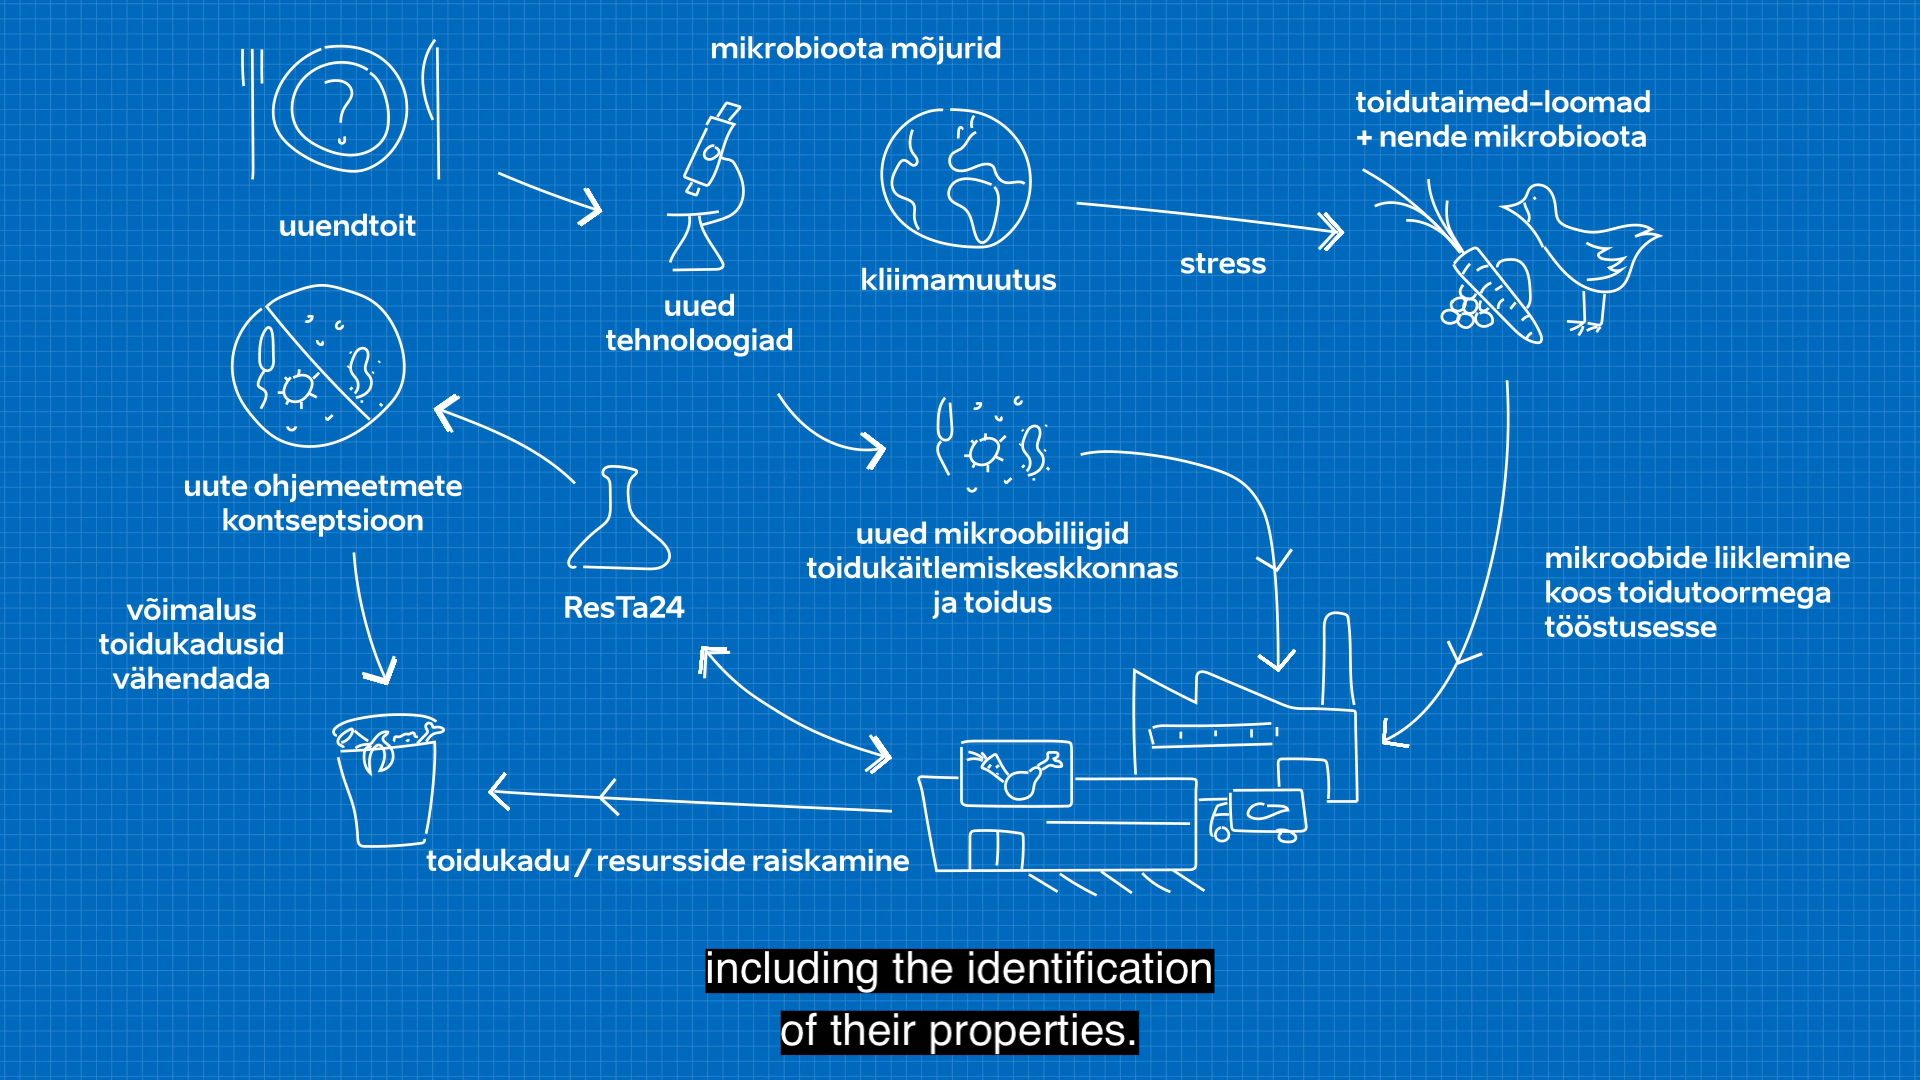 mikrobioota mõjurid
toidutaimed-loomad
+ nende mikrobioota
uuendtoit
stress
kliimamuutus
uued
tehnoloogiad
uute ohjemeetmete
kontseptsioon
uued mikroobiliigid
toidukäitlemiskeskkonnas
ja toidus
mikroobide liiklemine
koos toidutoormega
tööstusesse
ResTa24
võimalus
toidukadusid
vähendada
toidukadu / resursside raiskamine
including the identification
of their properties.